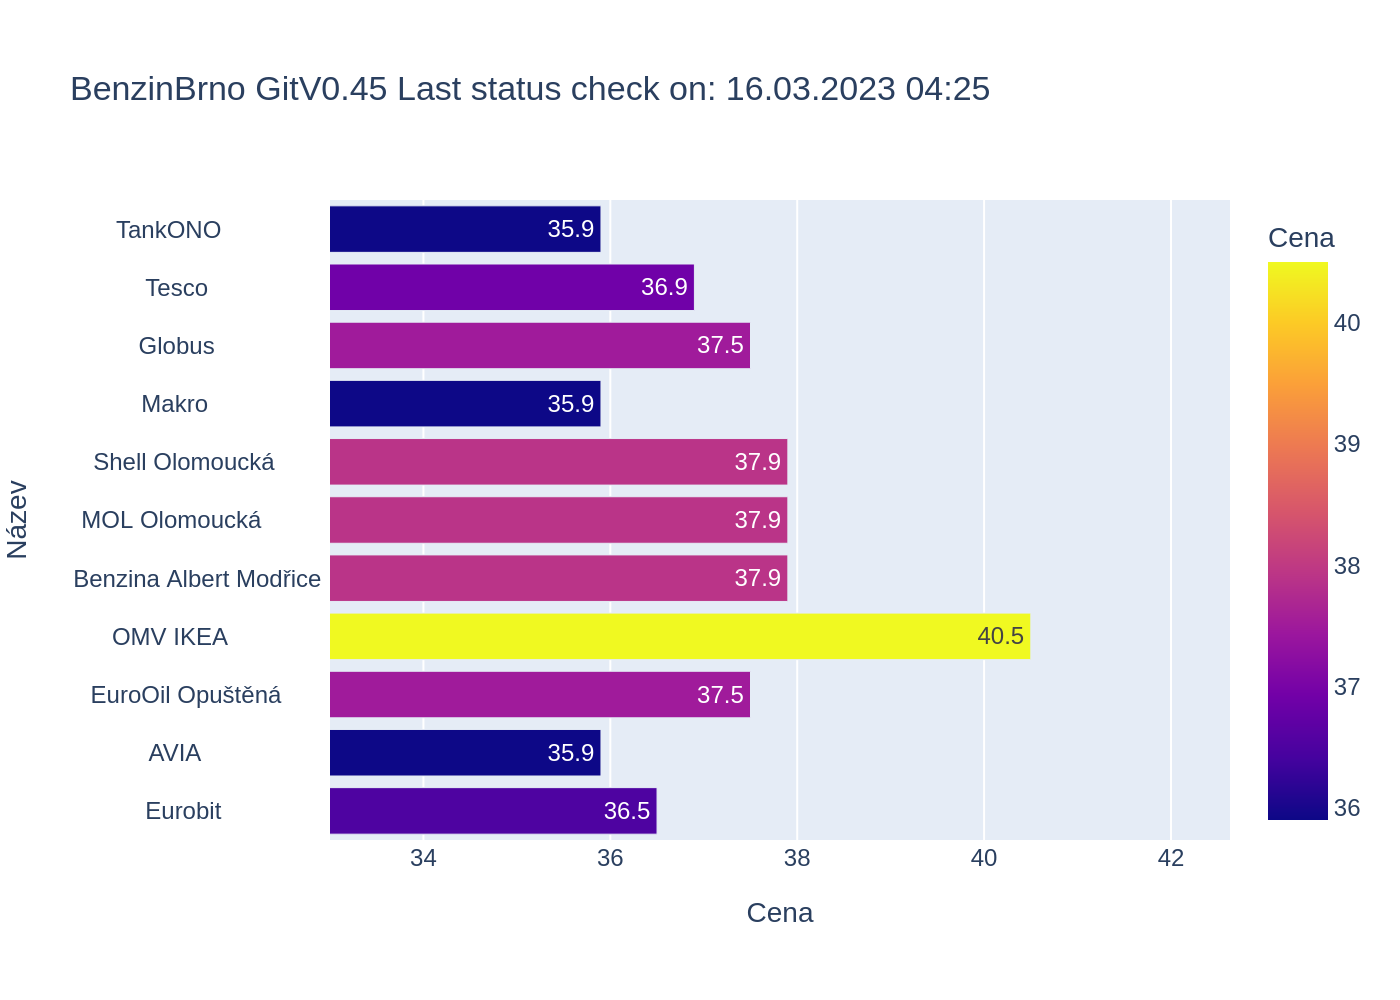 BenzinBrno GitV0.45 Last status check on: 16.03.2023 04:25
Název
TankONO 35.9
Tesco 36.9
Globus 37.5
Makro 35.9
Shell Olomoucká 37.9
MOL Olomoucká 37.9
Benzina Albert Modřice 37.9
OMV IKEA 40.5
EuroOil Opuštěná 37.5
AVIA 35.9
Eurobit 36.5
34 36 38 40 42
Cena
Cena
40
39
38
37
36